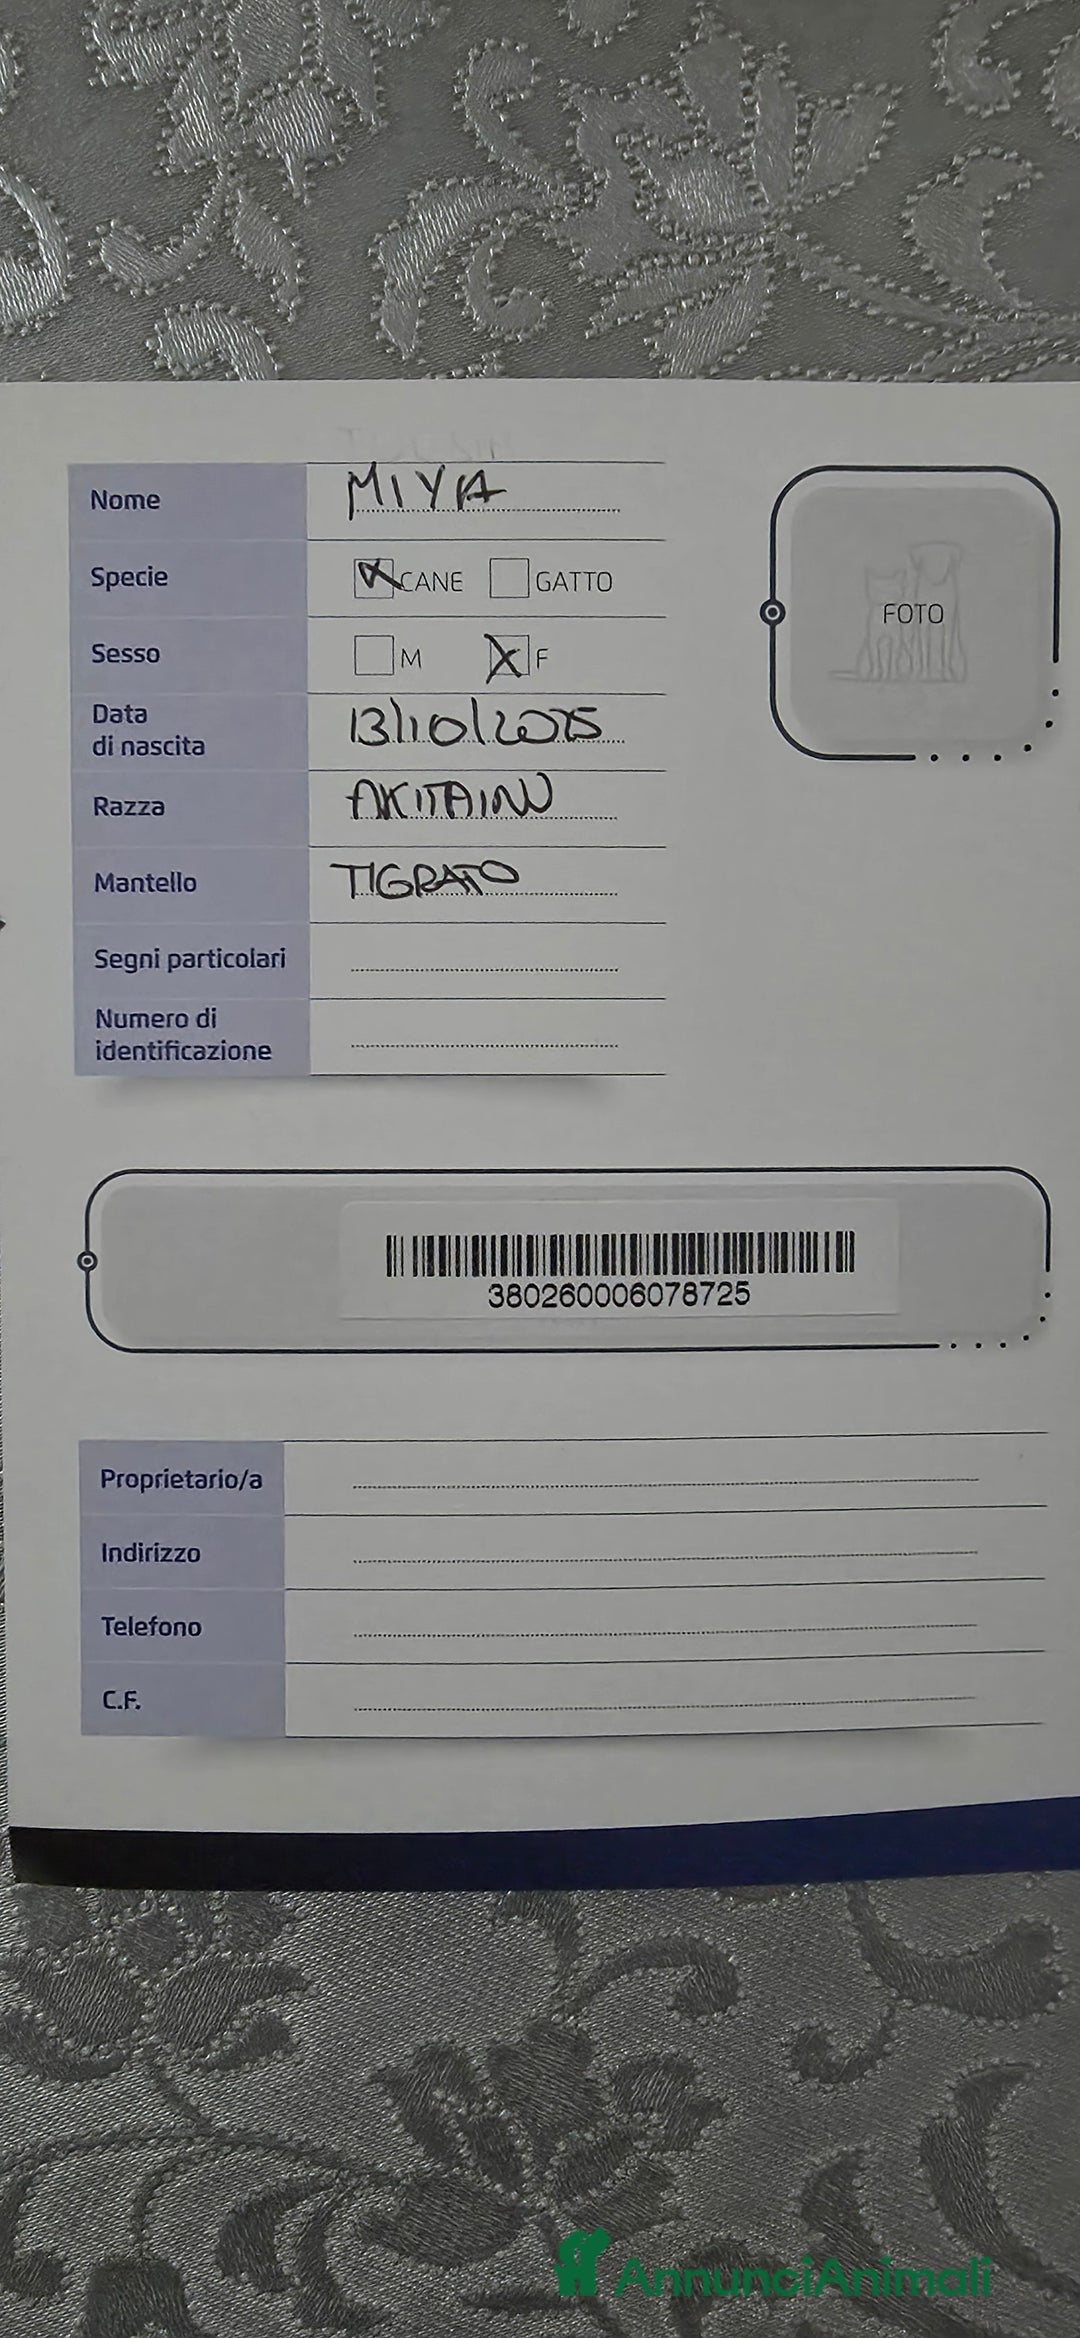 Nome MIYA
Specie CANE GATTO
Sesso M F
Data
di nascita 13/10/2025
Razza AKITAINU
Mantello TIGRATO
Segni particolari
Numero di
identificazione
FOTO
380260006078725
Proprietario/a
Indirizzo
Telefono
C.F.
AnnunciAnimali